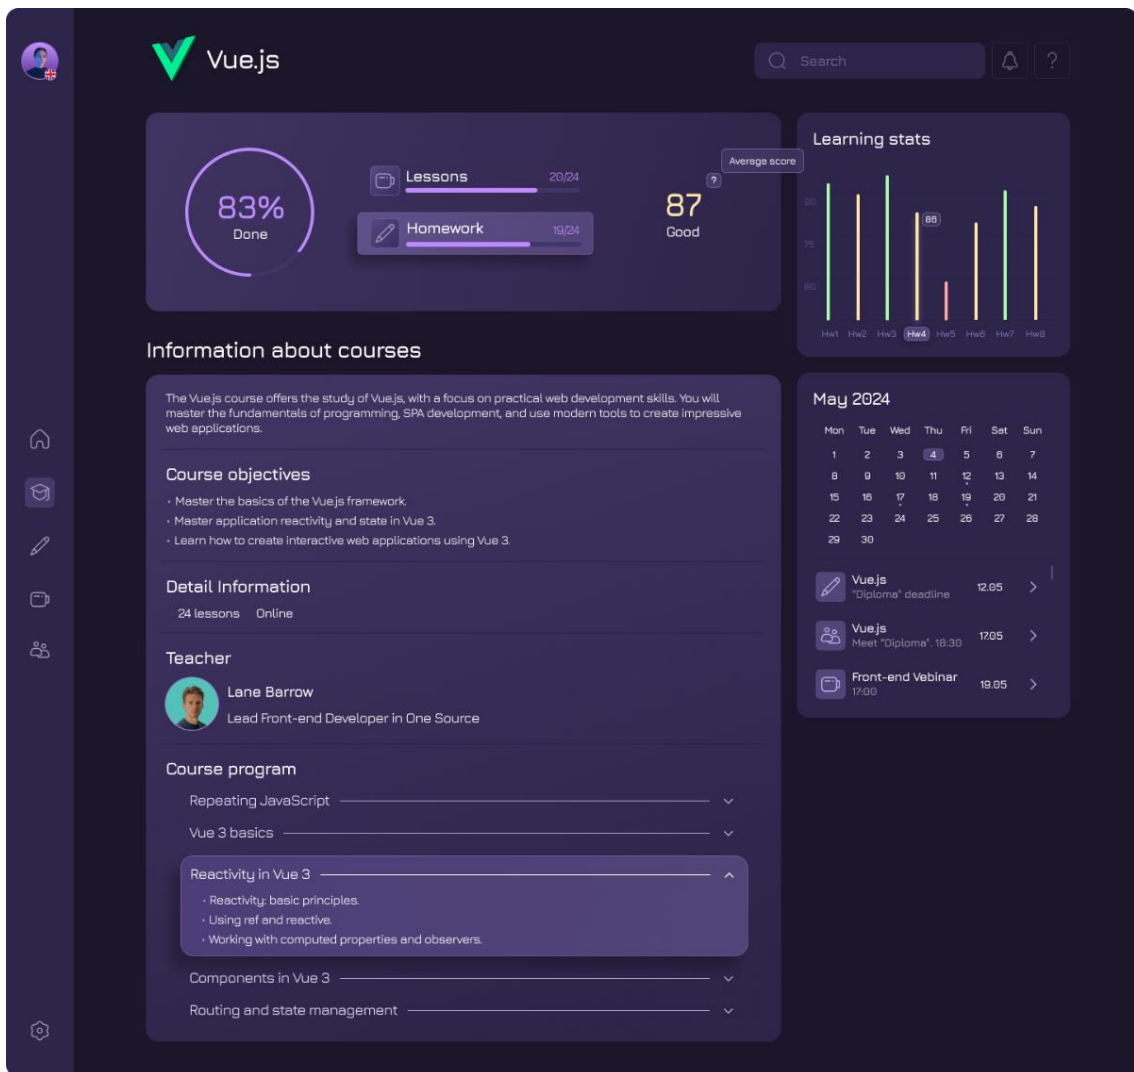 Vue.js
Search
?
83%
Done
Lessons 20/24
Homework 19/24
Average score
?
87
Good
Learning stats
90
75
60
86
Hw1 Hw2 Hw3 Hw4 Hw5 Hw6 Hw7 Hw8
Information about courses
The Vue.js course offers the study of Vue.js, with a focus on practical web development skills. You will
master the fundamentals of programming, SPA development, and use modern tools to create impressive
web applications.
Course objectives
• Master the basics of the Vue.js framework.
• Master application reactivity and state in Vue 3.
• Learn how to create interactive web applications using Vue 3.
Detail Information
24 lessons Online
Teacher
Lane Barrow
Lead Front-end Developer in One Source
Course program
Repeating JavaScript
Vue 3 basics
Reactivity in Vue 3
• Reactivity: basic principles.
• Using ref and reactive.
• Working with computed properties and observers.
Components in Vue 3
Routing and state management
May 2024
Mon Tue Wed Thu Fri Sat Sun
1 2 3 4 5 6 7
8 9 10 11 12 13 14
15 16 17 18 19 20 21
22 23 24 25 26 27 28
29 30
Vue.js
"Diploma" deadline
12.05
Vue.js
Meet "Diploma". 18:30
17.05
Front-end Vebinar
17:00
19.05